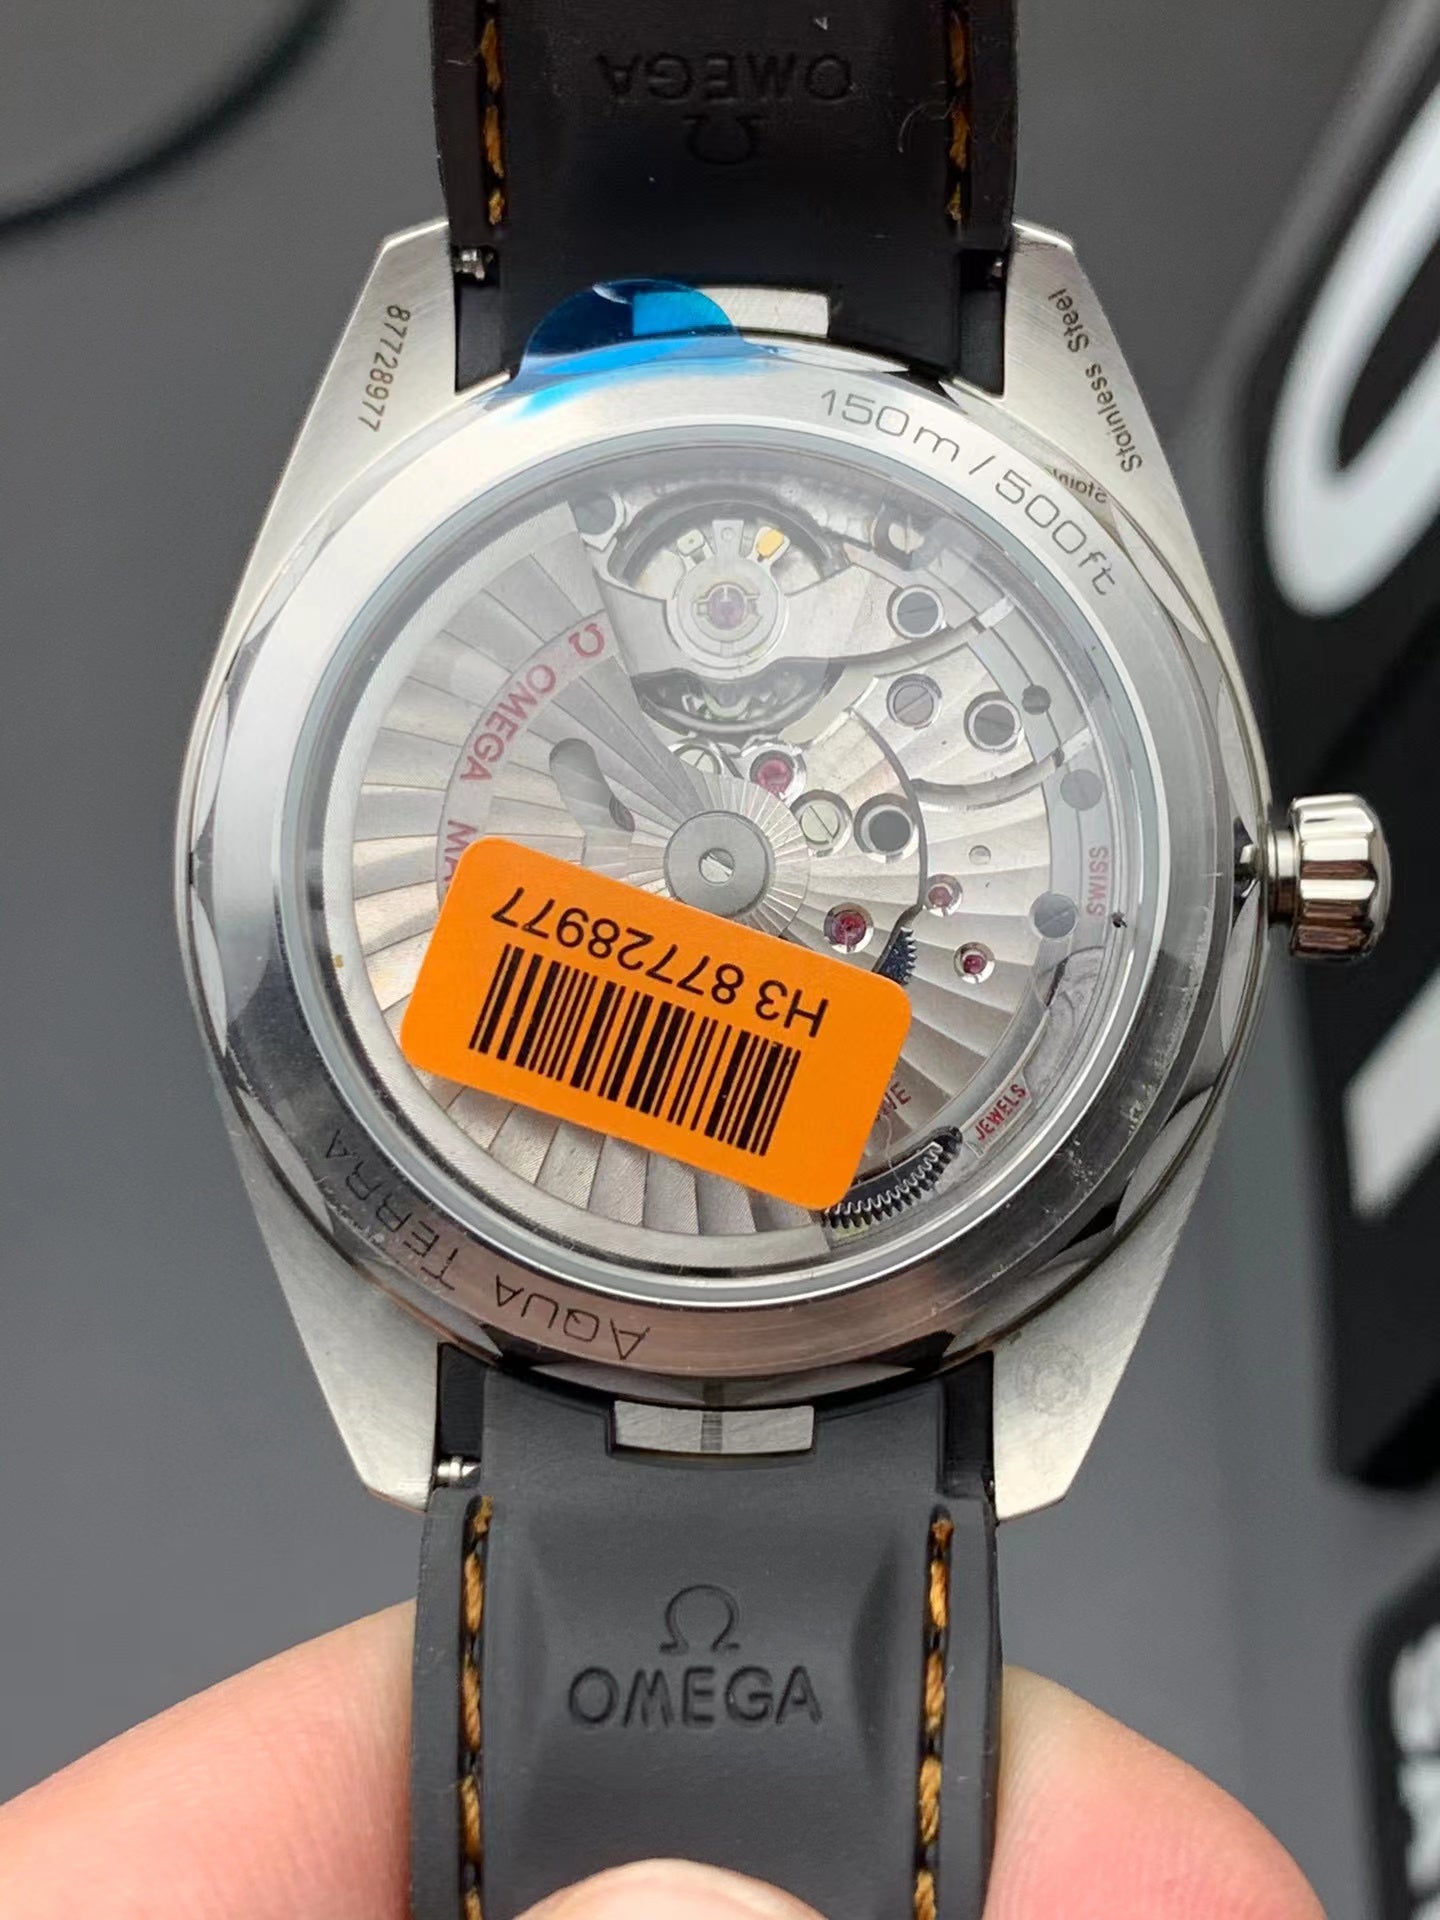 OMEGA
Ω
87728977
Stainless Steel
150m / 500ft
Ω OMEGA
SWISS
H3 87728977
JEWELS
AQUA TERRA
Ω
OMEGA